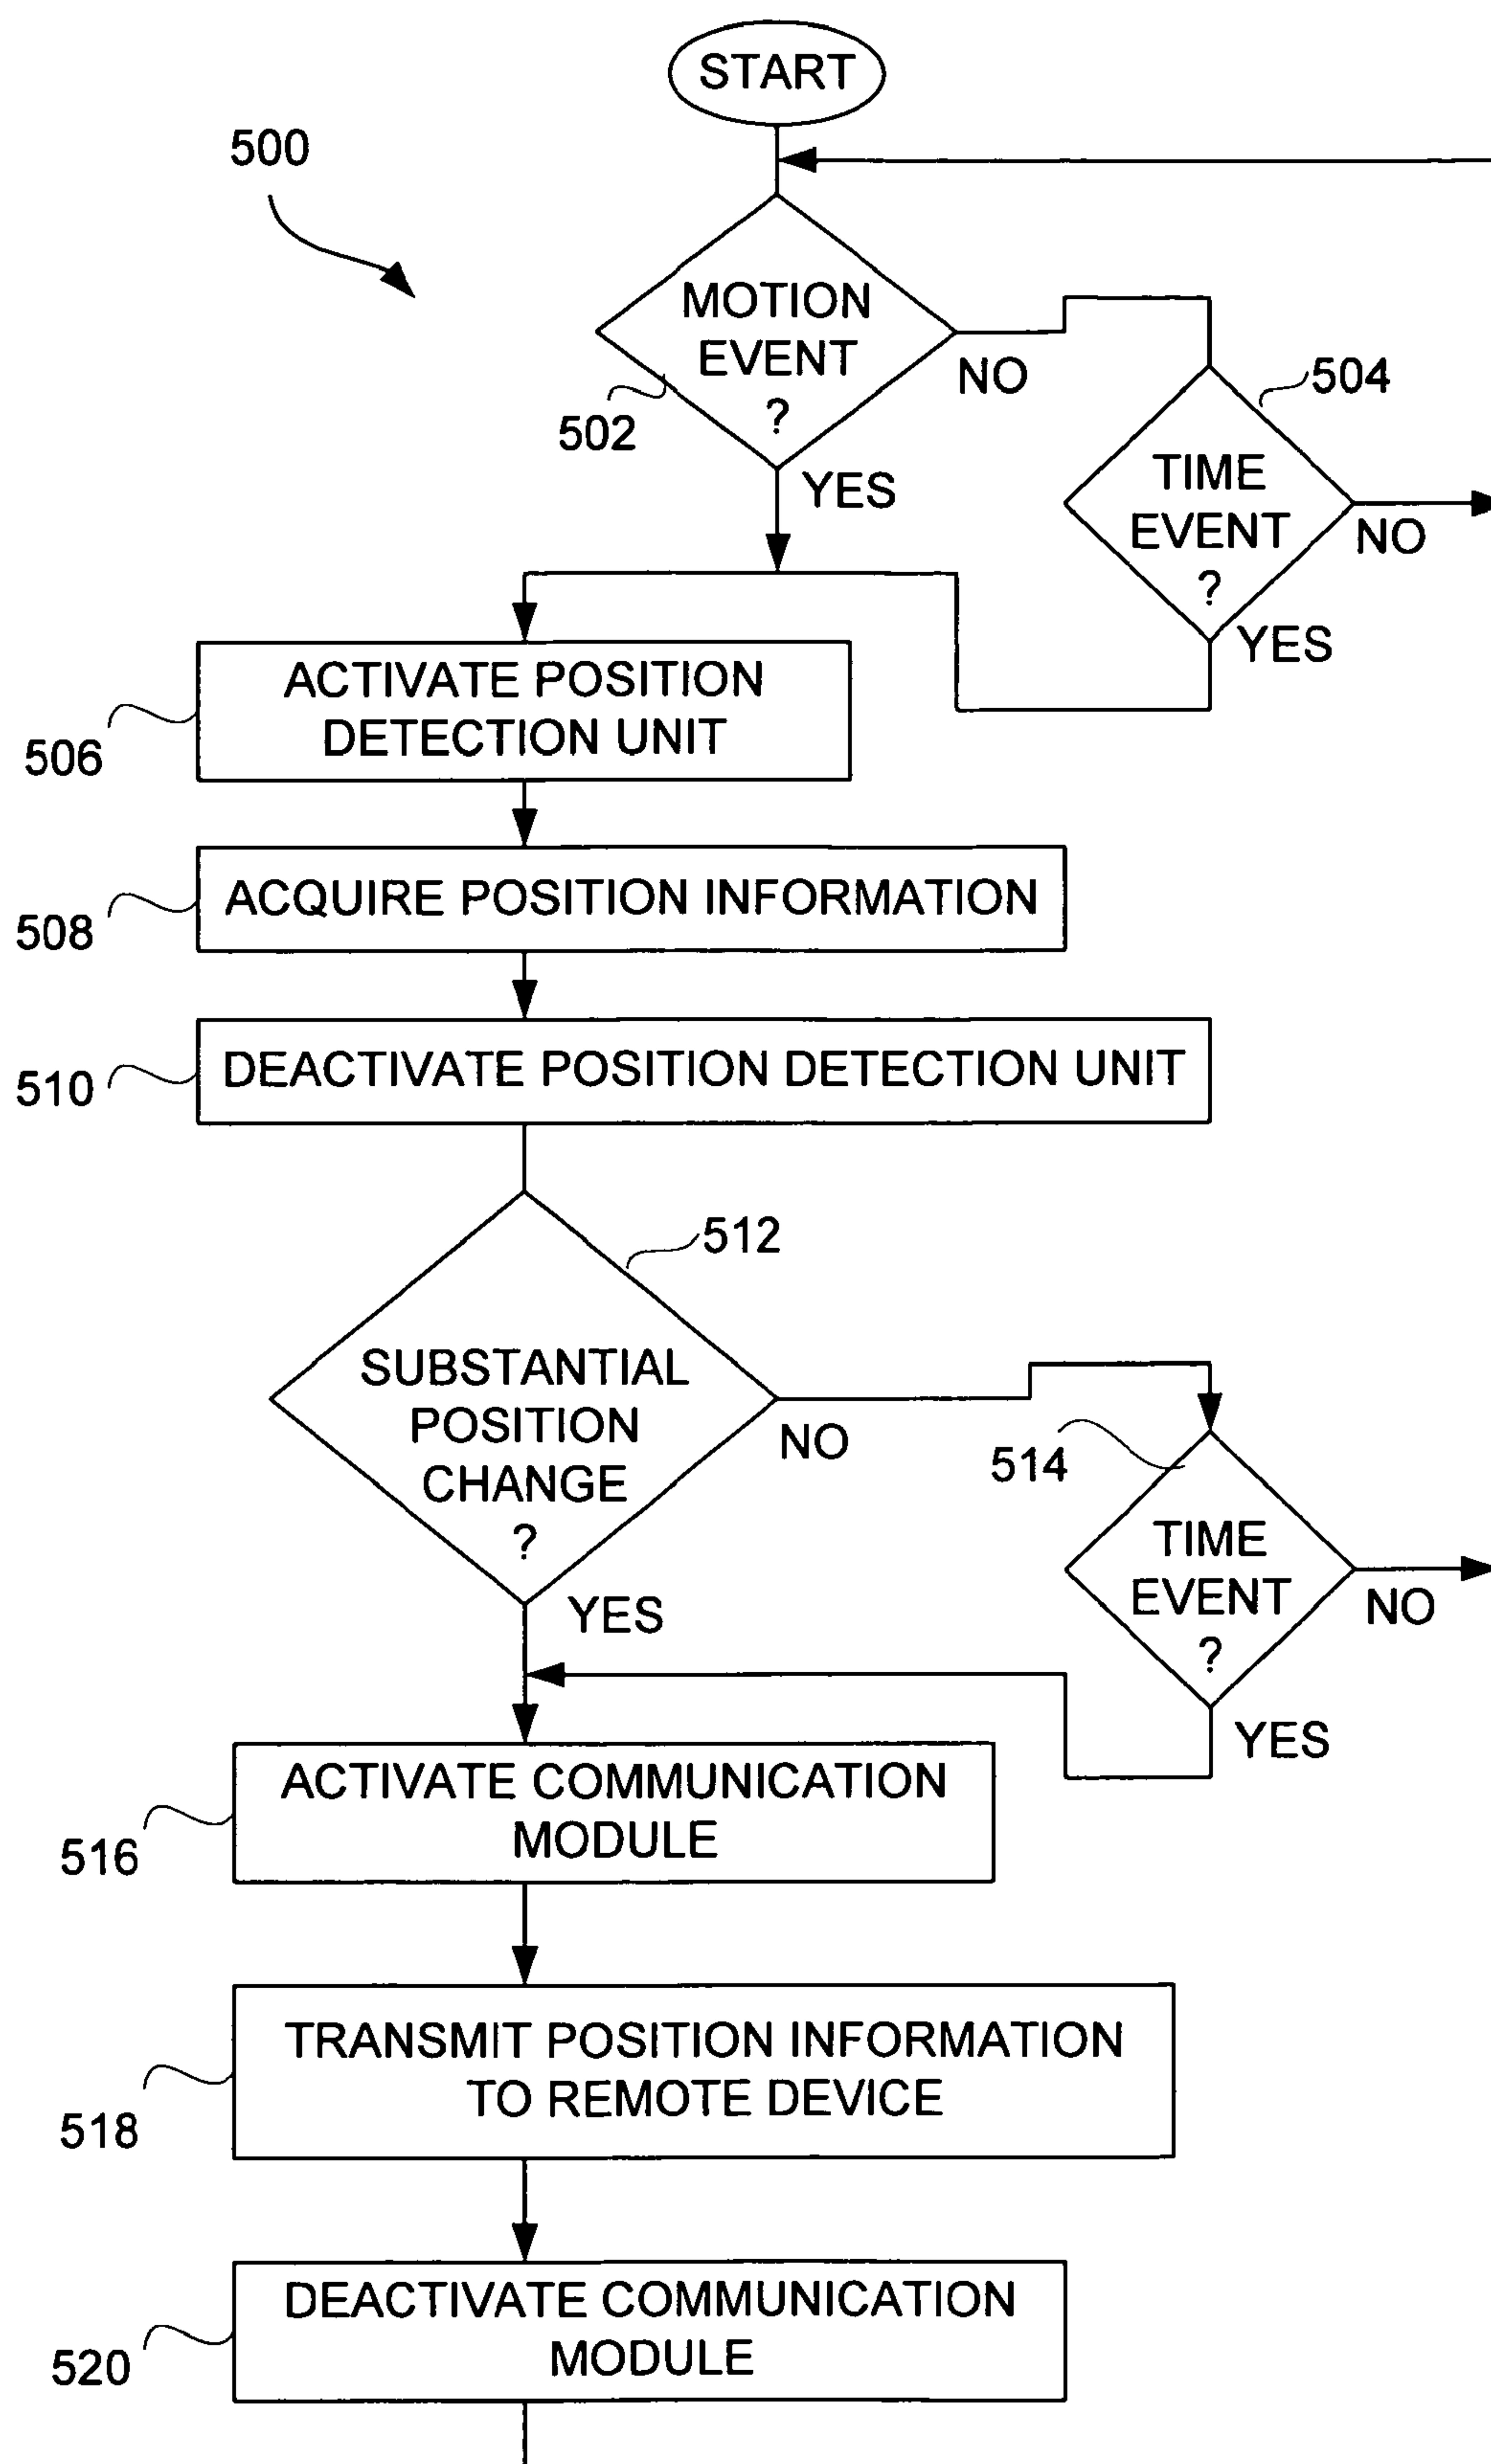 START
500
MOTION
EVENT
?
502
NO
YES
504
TIME
EVENT
?
NO
YES
ACTIVATE POSITION
DETECTION UNIT
506
ACQUIRE POSITION INFORMATION
508
DEACTIVATE POSITION DETECTION UNIT
510
512
SUBSTANTIAL
POSITION
CHANGE
?
NO
YES
514
TIME
EVENT
?
NO
YES
ACTIVATE COMMUNICATION
MODULE
516
TRANSMIT POSITION INFORMATION
TO REMOTE DEVICE
518
DEACTIVATE COMMUNICATION
MODULE
520